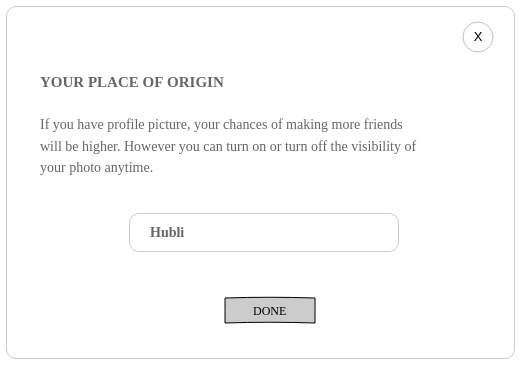 X
YOUR PLACE OF ORIGIN
If you have profile picture, your chances of making more friends
will be higher. However you can turn on or turn off the visibility of
your photo anytime.
Hubli
DONE